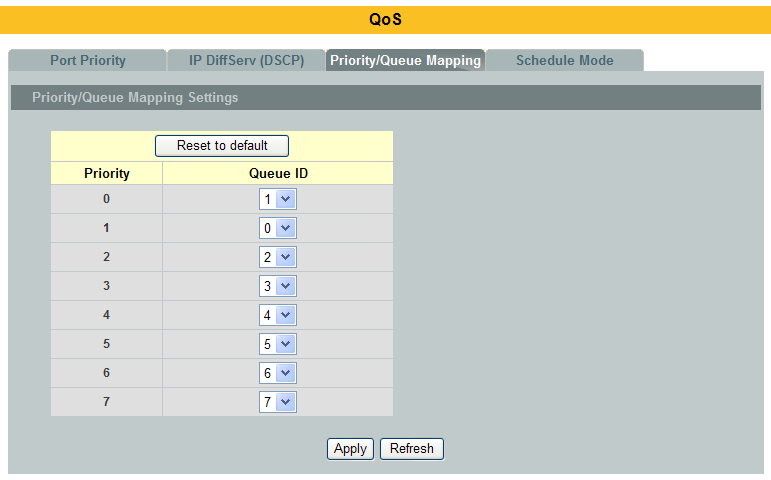 QoS
Port Priority IP DiffServ (DSCP) Priority/Queue Mapping Schedule Mode
Priority/Queue Mapping Settings
Reset to default
Priority Queue ID
0 1
1 0
2 2
3 3
4 4
5 5
6 6
7 7
Apply Refresh